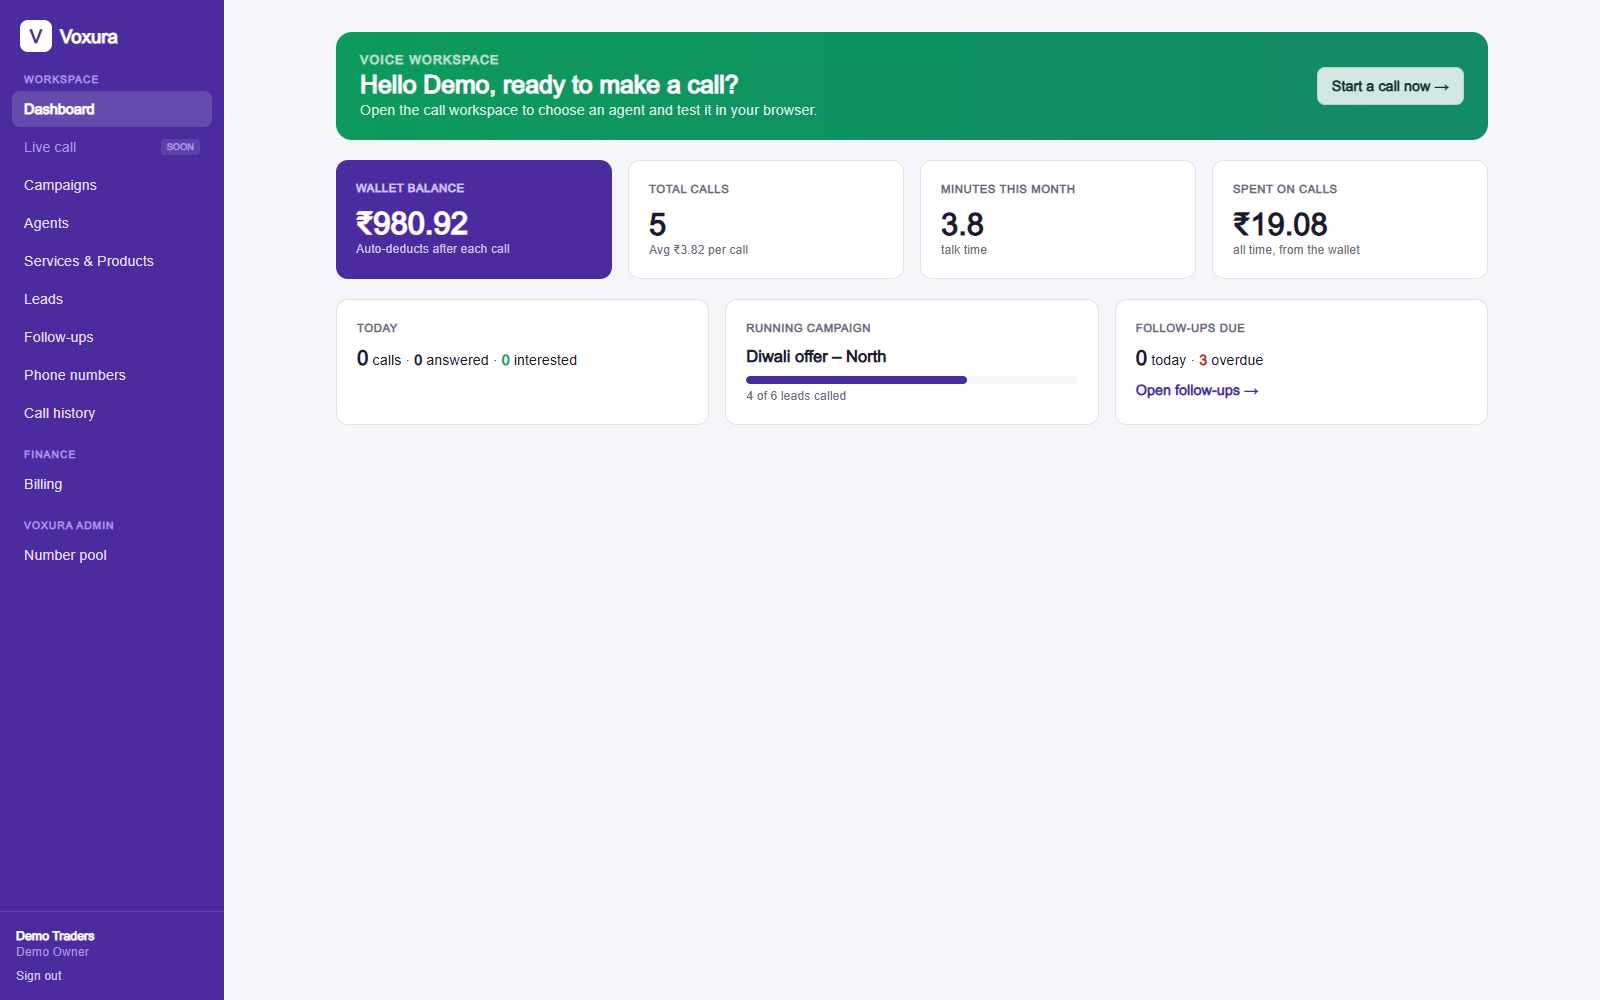 V Voxura
WORKSPACE
Dashboard
Live call SOON
Campaigns
Agents
Services & Products
Leads
Follow-ups
Phone numbers
Call history
FINANCE
Billing
VOXURA ADMIN
Number pool
Demo Traders
Demo Owner
Sign out
VOICE WORKSPACE
Hello Demo, ready to make a call?
Open the call workspace to choose an agent and test it in your browser.
Start a call now →
WALLET BALANCE
₹980.92
Auto-deducts after each call
TOTAL CALLS
5
Avg ₹3.82 per call
MINUTES THIS MONTH
3.8
talk time
SPENT ON CALLS
₹19.08
all time, from the wallet
TODAY
0 calls · 0 answered · 0 interested
RUNNING CAMPAIGN
Diwali offer – North
4 of 6 leads called
FOLLOW-UPS DUE
0 today · 3 overdue
Open follow-ups →